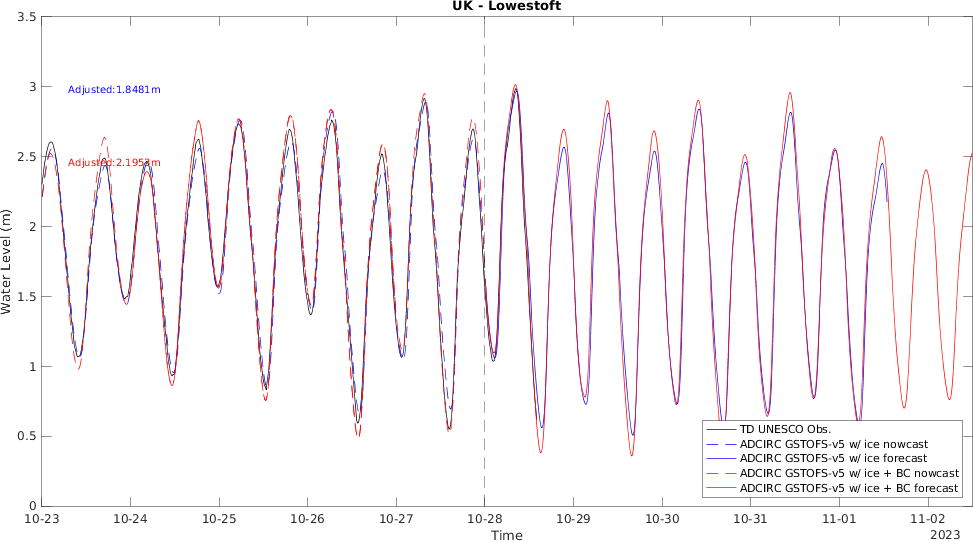 UK - Lowestoft
3.5
3
2.5
2
1.5
1
0.5
0
Water Level (m)
Adjusted:1.8481m
Adjusted:2.1953m
TD UNESCO Obs.
ADCIRC GSTOFS-v5 w/ ice nowcast
ADCIRC GSTOFS-v5 w/ ice forecast
ADCIRC GSTOFS-v5 w/ ice + BC nowcast
ADCIRC GSTOFS-v5 w/ ice + BC forecast
10-23 10-24 10-25 10-26 10-27 10-28 10-29 10-30 10-31 11-01 11-02
Time
2023